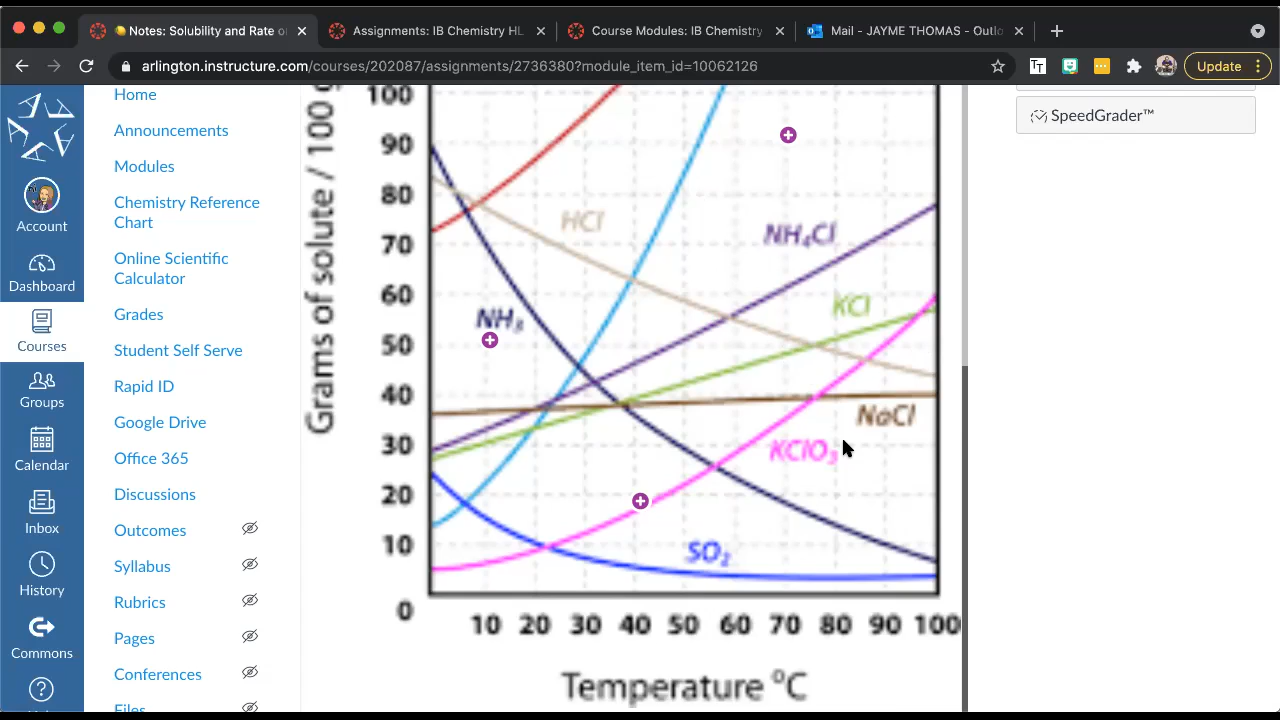 Notes: Solubility and Rate o
Assignments: IB Chemistry HL
Course Modules: IB Chemistry
Mail - JAYME THOMAS - Outlo
arlington.instructure.com/courses/202087/assignments/2736380?module_item_id=10062126
Update
Account
Dashboard
Courses
Groups
Calendar
Inbox
History
Commons
Home
Announcements
Modules
Chemistry Reference
Chart
Online Scientific
Calculator
Grades
Student Self Serve
Rapid ID
Google Drive
Office 365
Discussions
Outcomes
Syllabus
Rubrics
Pages
Conferences
Files
SpeedGrader™
Grams of solute / 100 g
100
90
80
70
60
50
40
30
20
10
0
HCl
NH₄Cl
NH₃
KCl
NaCl
KClO₃
SO₂
10 20 30 40 50 60 70 80 90 100
Temperature °C